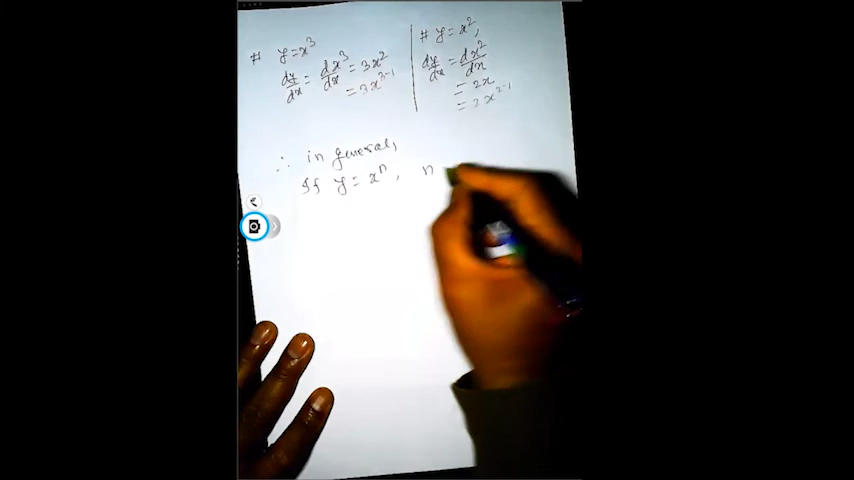 # y = x³
dy/dx = dx³/dx = 3x²
= 3x³⁻¹
# y = x²,
dy/dx = dx²/dx
= 2x
= 2x²⁻¹
∴ in general,
If y = xⁿ, n